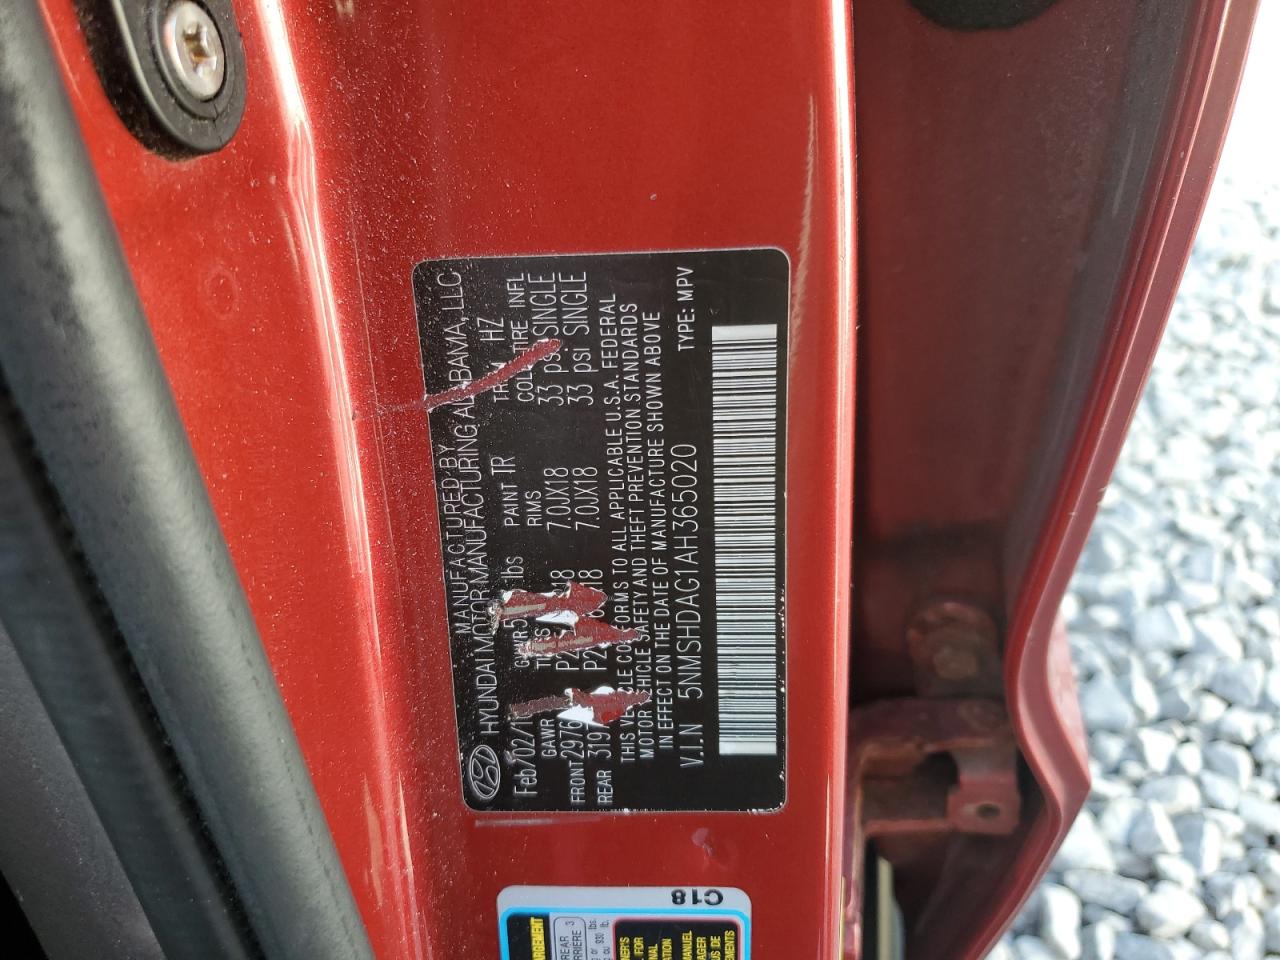 MANUFACTURED BY
HYUNDAI MOTOR MANUFACTURING ALABAMA, LLC
Feb/02/1 lbs PAINT TR HZ
GAWR RIMS COLD TIRE INFL
FRONT 2976 7.0JX18 33 psi SINGLE
REAR 319 7.0JX18 33 psi SINGLE
THIS VEHICLE CONFORMS TO ALL APPLICABLE U.S.A. FEDERAL
MOTOR VEHICLE SAFETY AND THEFT PREVENTION STANDARDS
IN EFFECT ON THE DATE OF MANUFACTURE SHOWN ABOVE
V.I.N 5NMSHDAG1AH365020 TYPE: MPV
C18
REAR 3